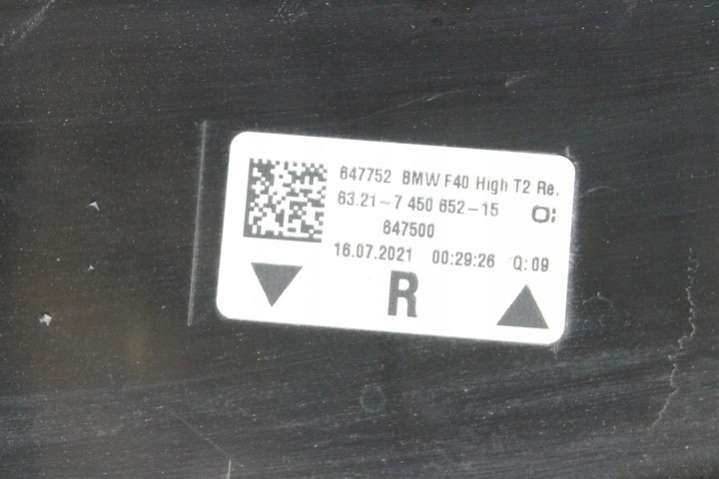 647752 BMW F40 High T2 Re.
63.21-7 450 652-15
647500
16.07.2021 00:29:26 Q:09
R